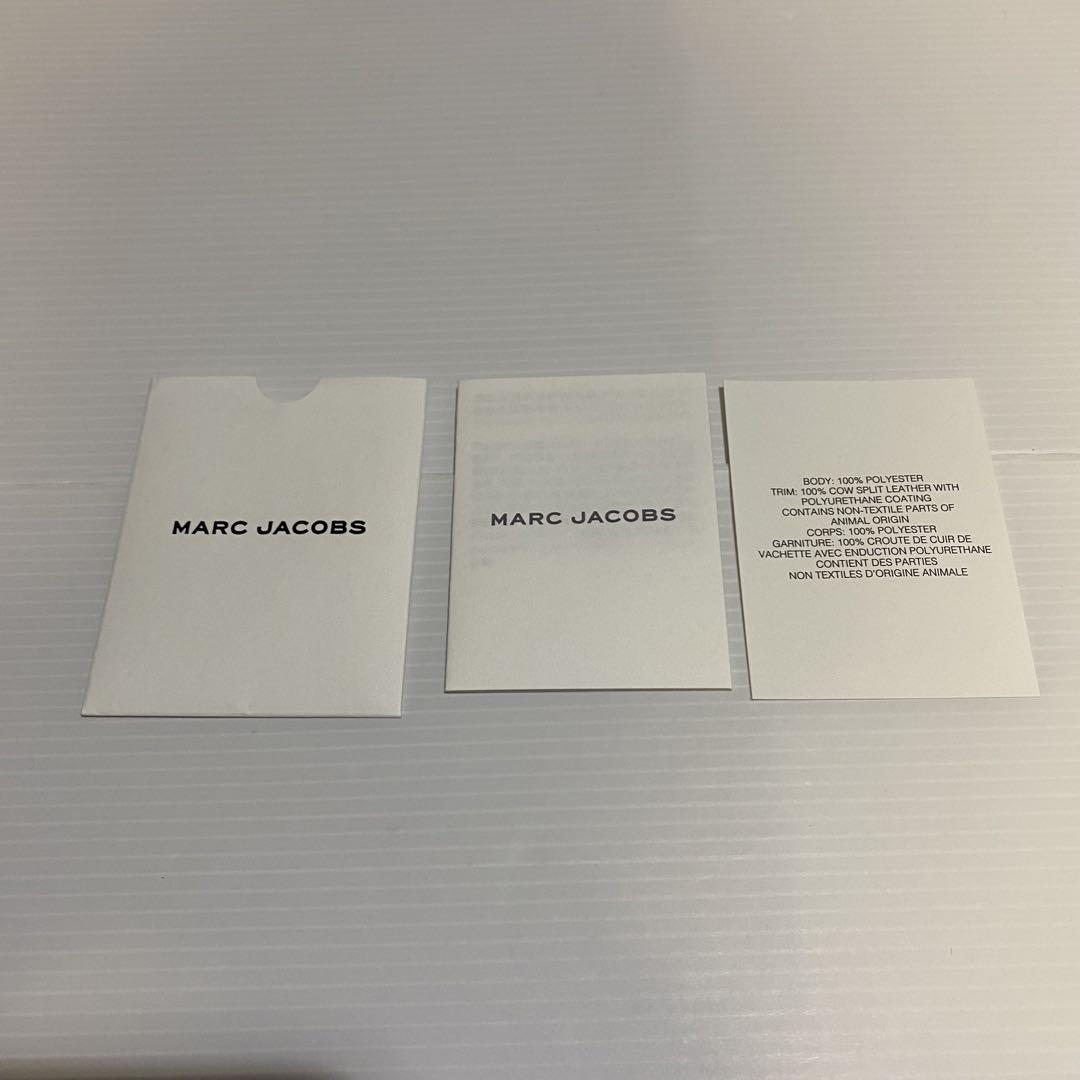 MARC JACOBS
MARC JACOBS
BODY: 100% POLYESTER
TRIM: 100% COW SPLIT LEATHER WITH
POLYURETHANE COATING
CONTAINS NON-TEXTILE PARTS OF
ANIMAL ORIGIN
CORPS: 100% POLYESTER
GARNITURE: 100% CROUTE DE CUIR DE
VACHETTE AVEC ENDUCTION POLYURETHANE
CONTIENT DES PARTIES
NON TEXTILES D'ORIGINE ANIMALE